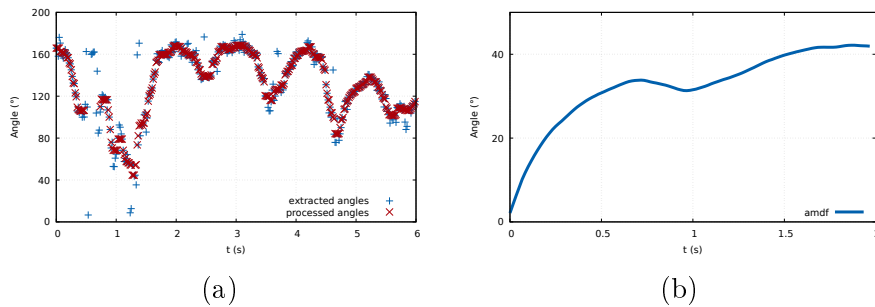 200
160
120
80
40
0
Angle (°)
0 1 2 3 4 5 6
t (s)
extracted angles
processed angles
(a)
40
20
0
Angle (°)
0 0.5 1 1.5 2
t (s)
amdf
(b)